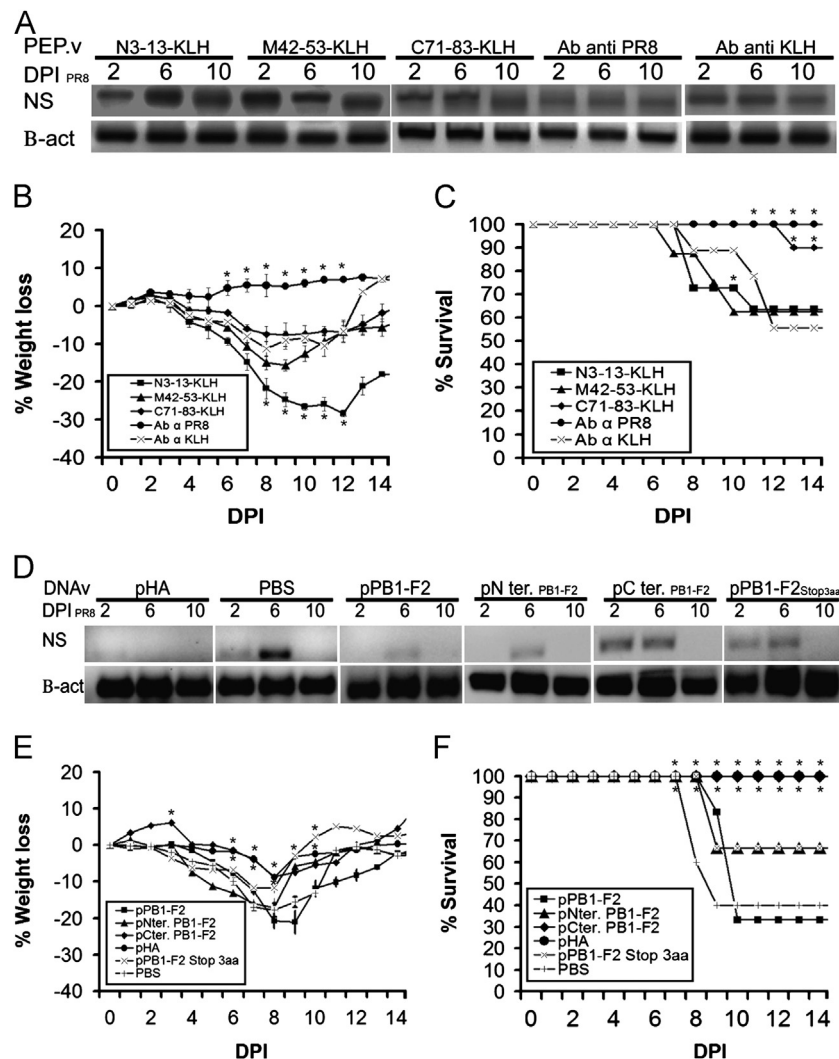 A
PEP.v N3-13-KLH M42-53-KLH C71-83-KLH Ab anti PR8 Ab anti KLH
DPI PR8 2 6 10 2 6 10 2 6 10 2 6 10 2 6 10
NS
B-act
B
20
10
0
-10
-20
-30
-40
% Weight loss
N3-13-KLH
M42-53-KLH
C71-83-KLH
Ab α PR8
Ab α KLH
0 2 4 6 8 10 12 14
DPI
* * * * * * *
* * * * *
C
100
90
80
70
60
50
40
30
20
10
0
% Survival
* * * *
* *
*
N3-13-KLH
M42-53-KLH
C71-83-KLH
Ab α PR8
Ab α KLH
0 2 4 6 8 10 12 14
DPI
D
DNAv pHA PBS pPB1-F2 pN ter. PB1-F2 pC ter. PB1-F2 pPB1-F2Stop3aa
DPI PR8 2 6 10 2 6 10 2 6 10 2 6 10 2 6 10 2 6 10
NS
B-act
E
20
10
0
-10
-20
-30
-40
% Weight loss
pPB1-F2
pNter. PB1-F2
pCter. PB1-F2
pHA
pPB1-F2 Stop 3aa
PBS
0 2 4 6 8 10 12 14
DPI
F
100
90
80
70
60
50
40
30
20
10
0
% Survival
* * * * * * * *
* * * * * * * *
pPB1-F2
pNter. PB1-F2
pCter. PB1-F2
pHA
pPB1-F2 Stop 3aa
PBS
0 2 4 6 8 10 12 14
DPI